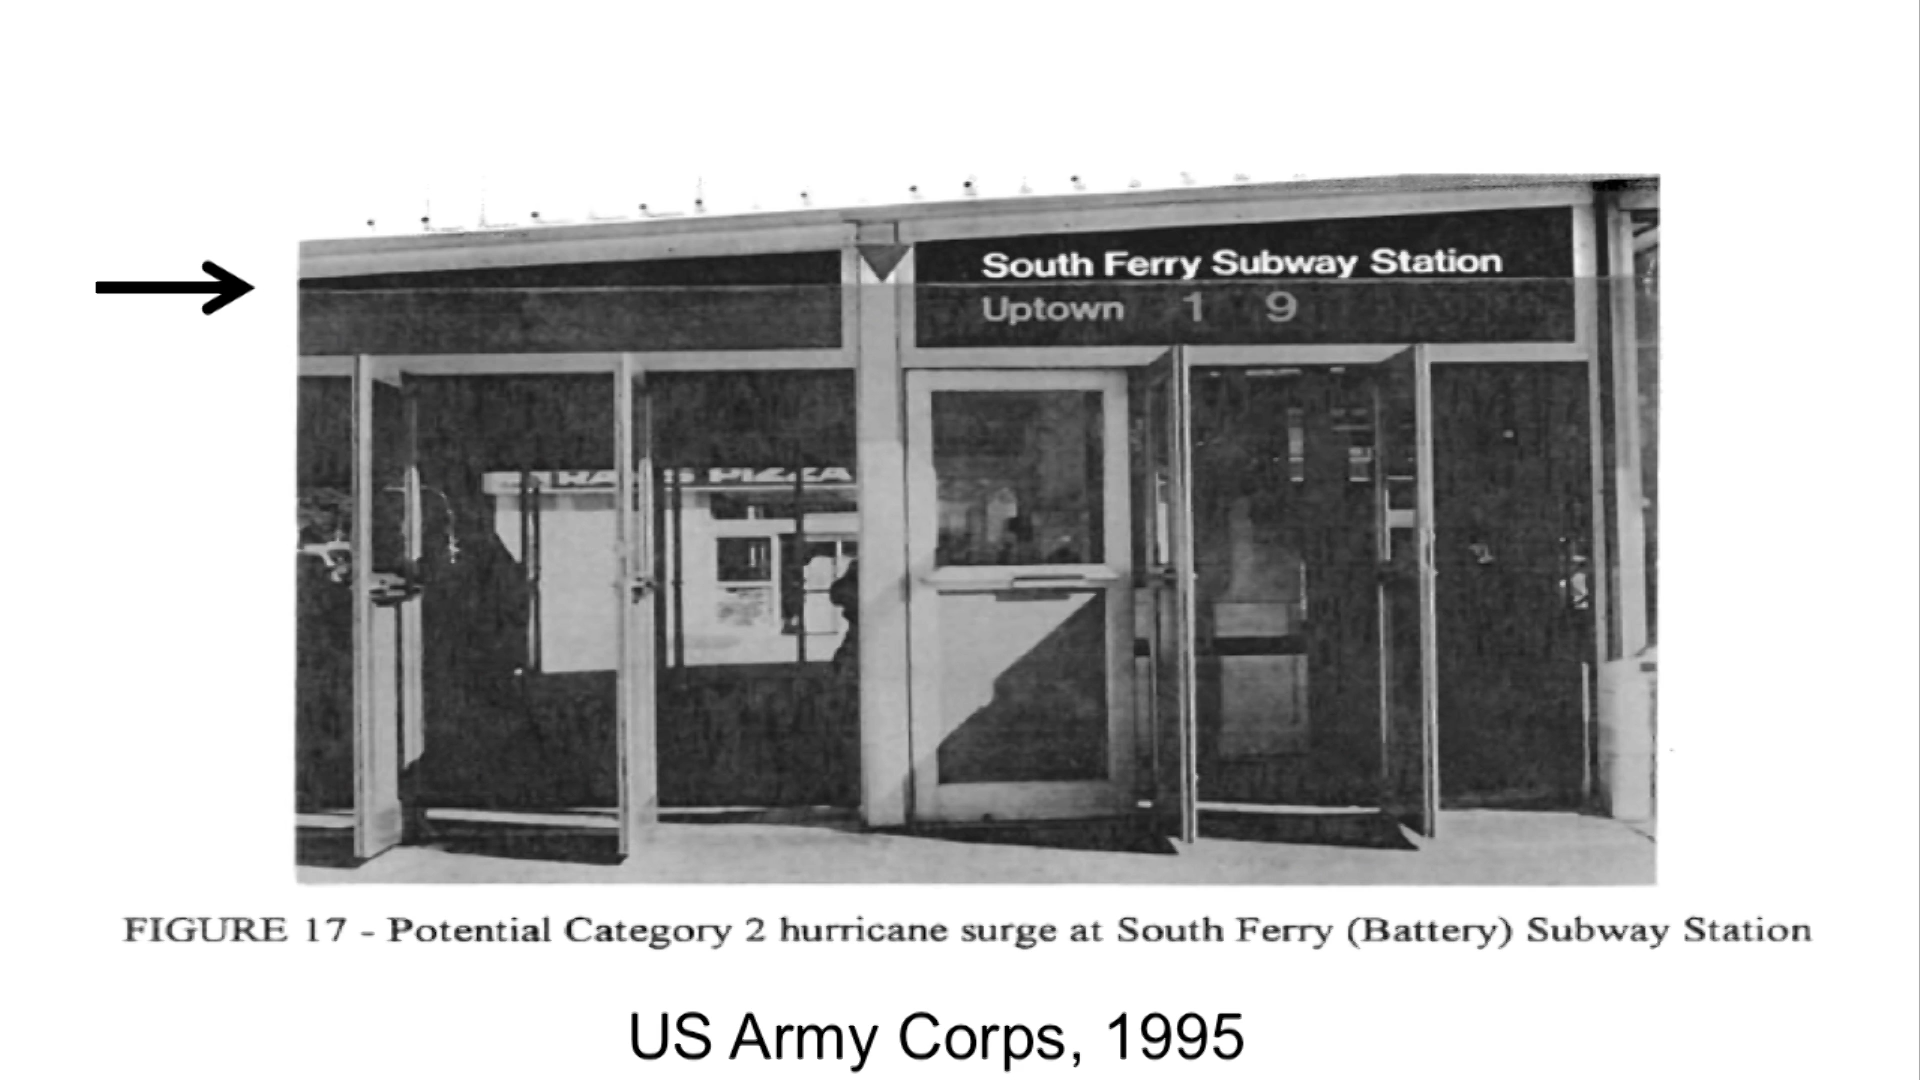 South Ferry Subway Station
Uptown 1 9
PIZZA
FIGURE 17 - Potential Category 2 hurricane surge at South Ferry (Battery) Subway Station
US Army Corps, 1995